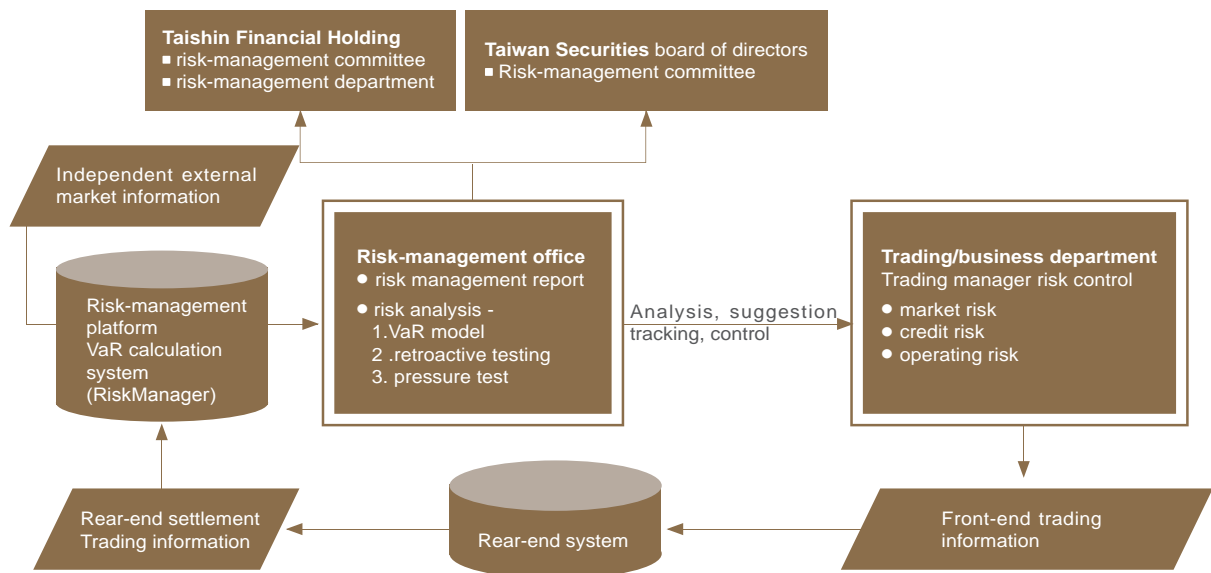 Taishin Financial Holding
■ risk-management committee
■ risk-management department
Taiwan Securities board of directors
■ Risk-management committee
Independent external
market information
Risk-management
platform
VaR calculation
system
(RiskManager)
Risk-management office
● risk management report
● risk analysis -
1.VaR model
2 .retroactive testing
3. pressure test
Analysis, suggestion
tracking, control
Trading/business department
Trading manager risk control
● market risk
● credit risk
● operating risk
Rear-end settlement
Trading information
Rear-end system
Front-end trading
information